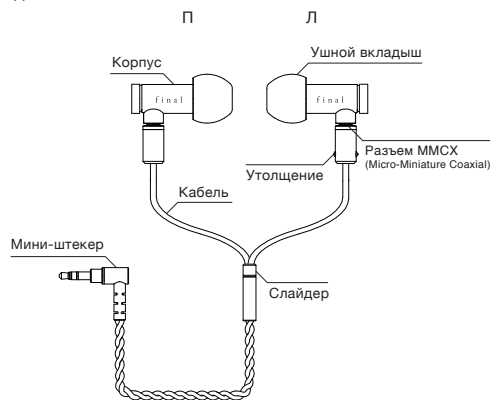 П Л
Ушной вкладыш
Корпус
final final
Разъем MMCX
(Micro-Miniature Coaxial)
Утолщение
Кабель
Мини-штекер
Слайдер